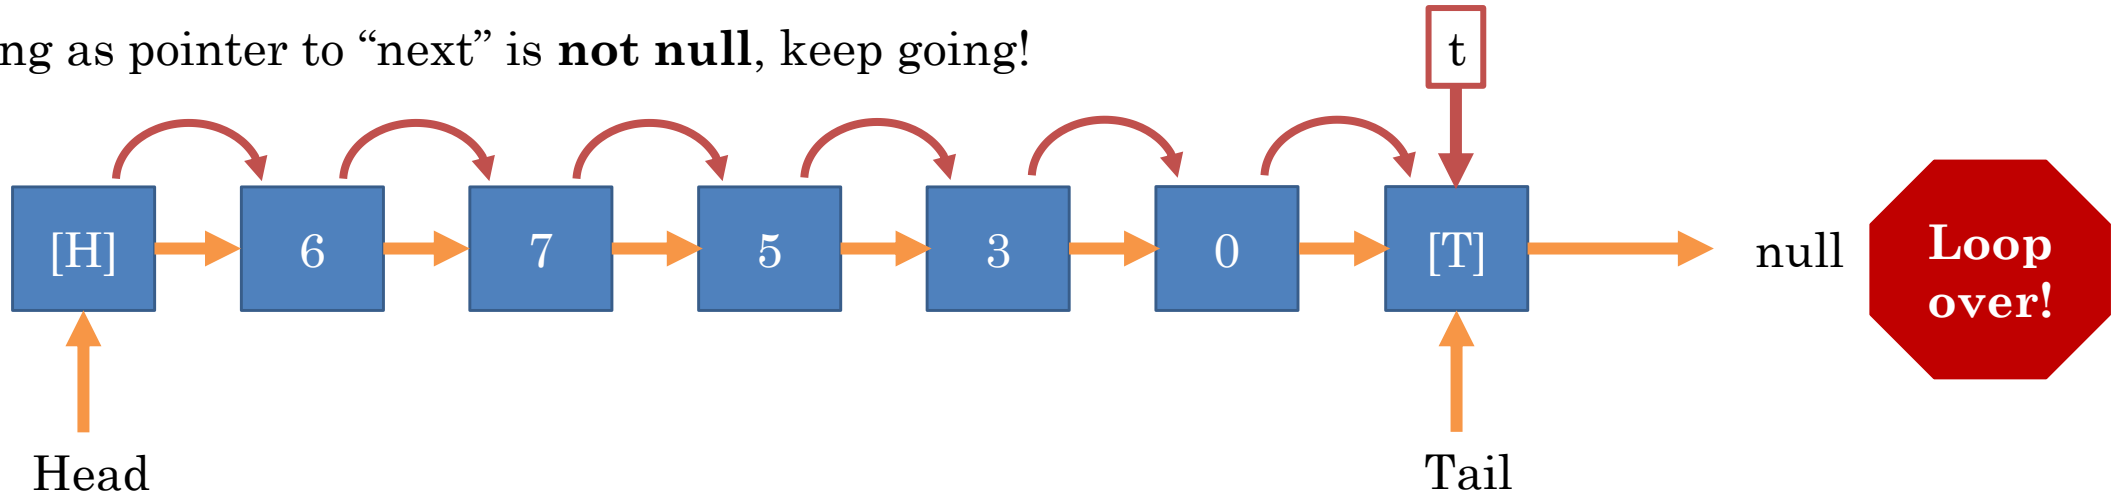 ng as pointer to “next” is not null, keep going!
t
[H] 6 7 5 3 0 [T] null
Loop
over!
Head Tail